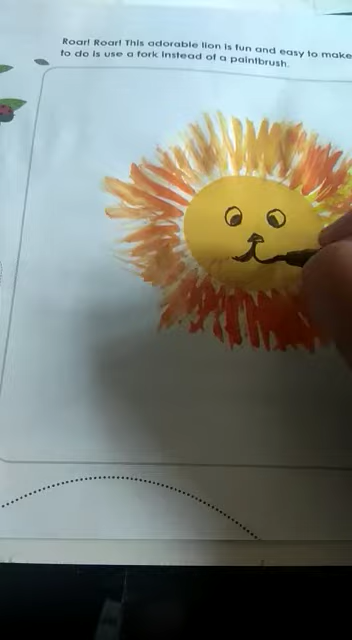 Roar! Roar! This adorable lion is fun and easy to make
to do is use a fork instead of a paintbrush.